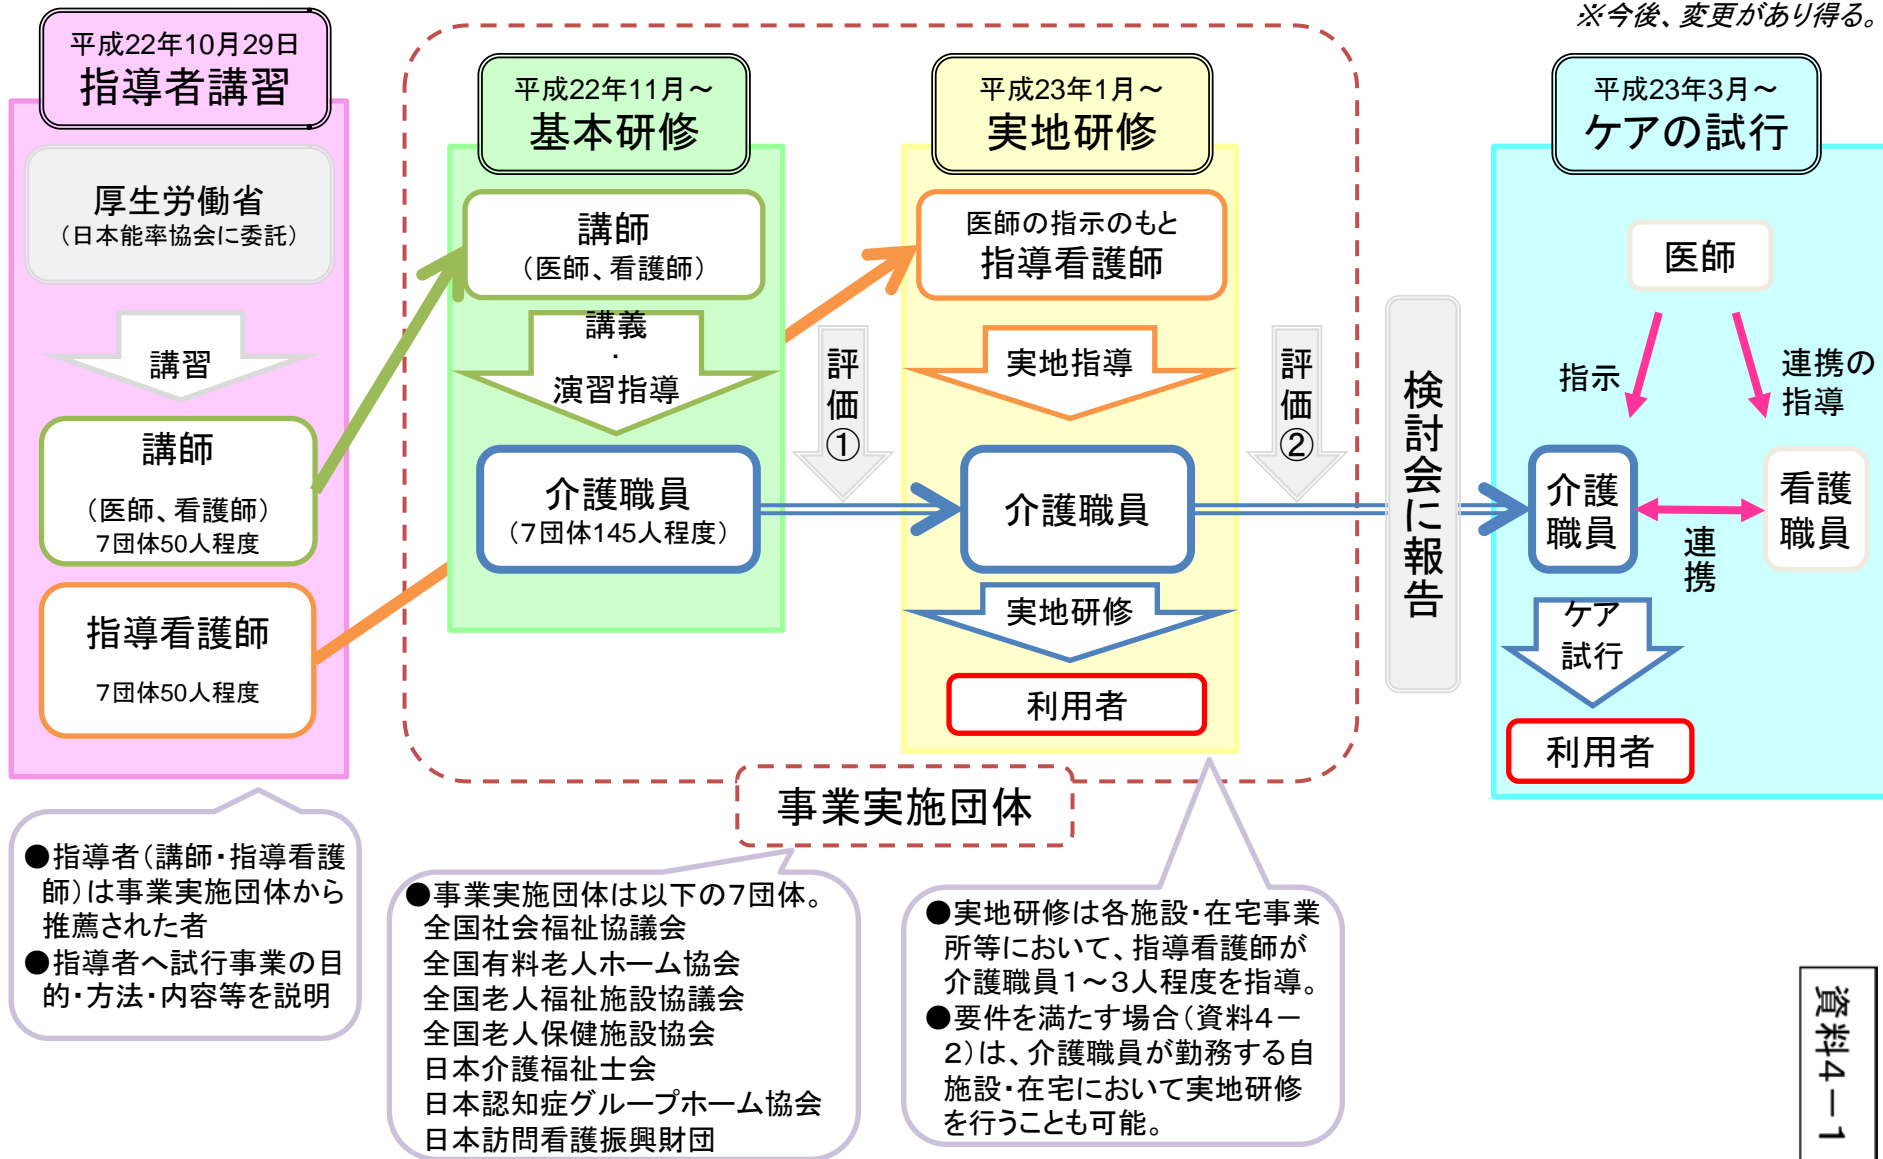 ※今後、変更があり得る。
平成22年10月29日
指導者講習
厚生労働省
（日本能率協会に委託）
講習
講師
（医師、看護師）
7団体50人程度
指導看護師
7団体50人程度
平成22年11月～
基本研修
講師
（医師、看護師）
講義
・
演習指導
介護職員
（7団体145人程度）
評価①
平成23年1月～
実地研修
医師の指示のもと
指導看護師
実地指導
介護職員
実地研修
利用者
評価②
検討会に報告
平成23年3月～
ケアの試行
医師
指示
連携の
指導
介護
職員
看護
職員
連携
ケア
試行
利用者
事業実施団体
●指導者（講師・指導看護
師）は事業実施団体から
推薦された者
●指導者へ試行事業の目
的・方法・内容等を説明
●事業実施団体は以下の7団体。
全国社会福祉協議会
全国有料老人ホーム協会
全国老人福祉施設協議会
全国老人保健施設協会
日本介護福祉士会
日本認知症グループホーム協会
日本訪問看護振興財団
●実地研修は各施設・在宅事業
所等において、指導看護師が
介護職員1～3人程度を指導。
●要件を満たす場合（資料4－
2）は、介護職員が勤務する自
施設・在宅において実地研修
を行うことも可能。
資料4－1